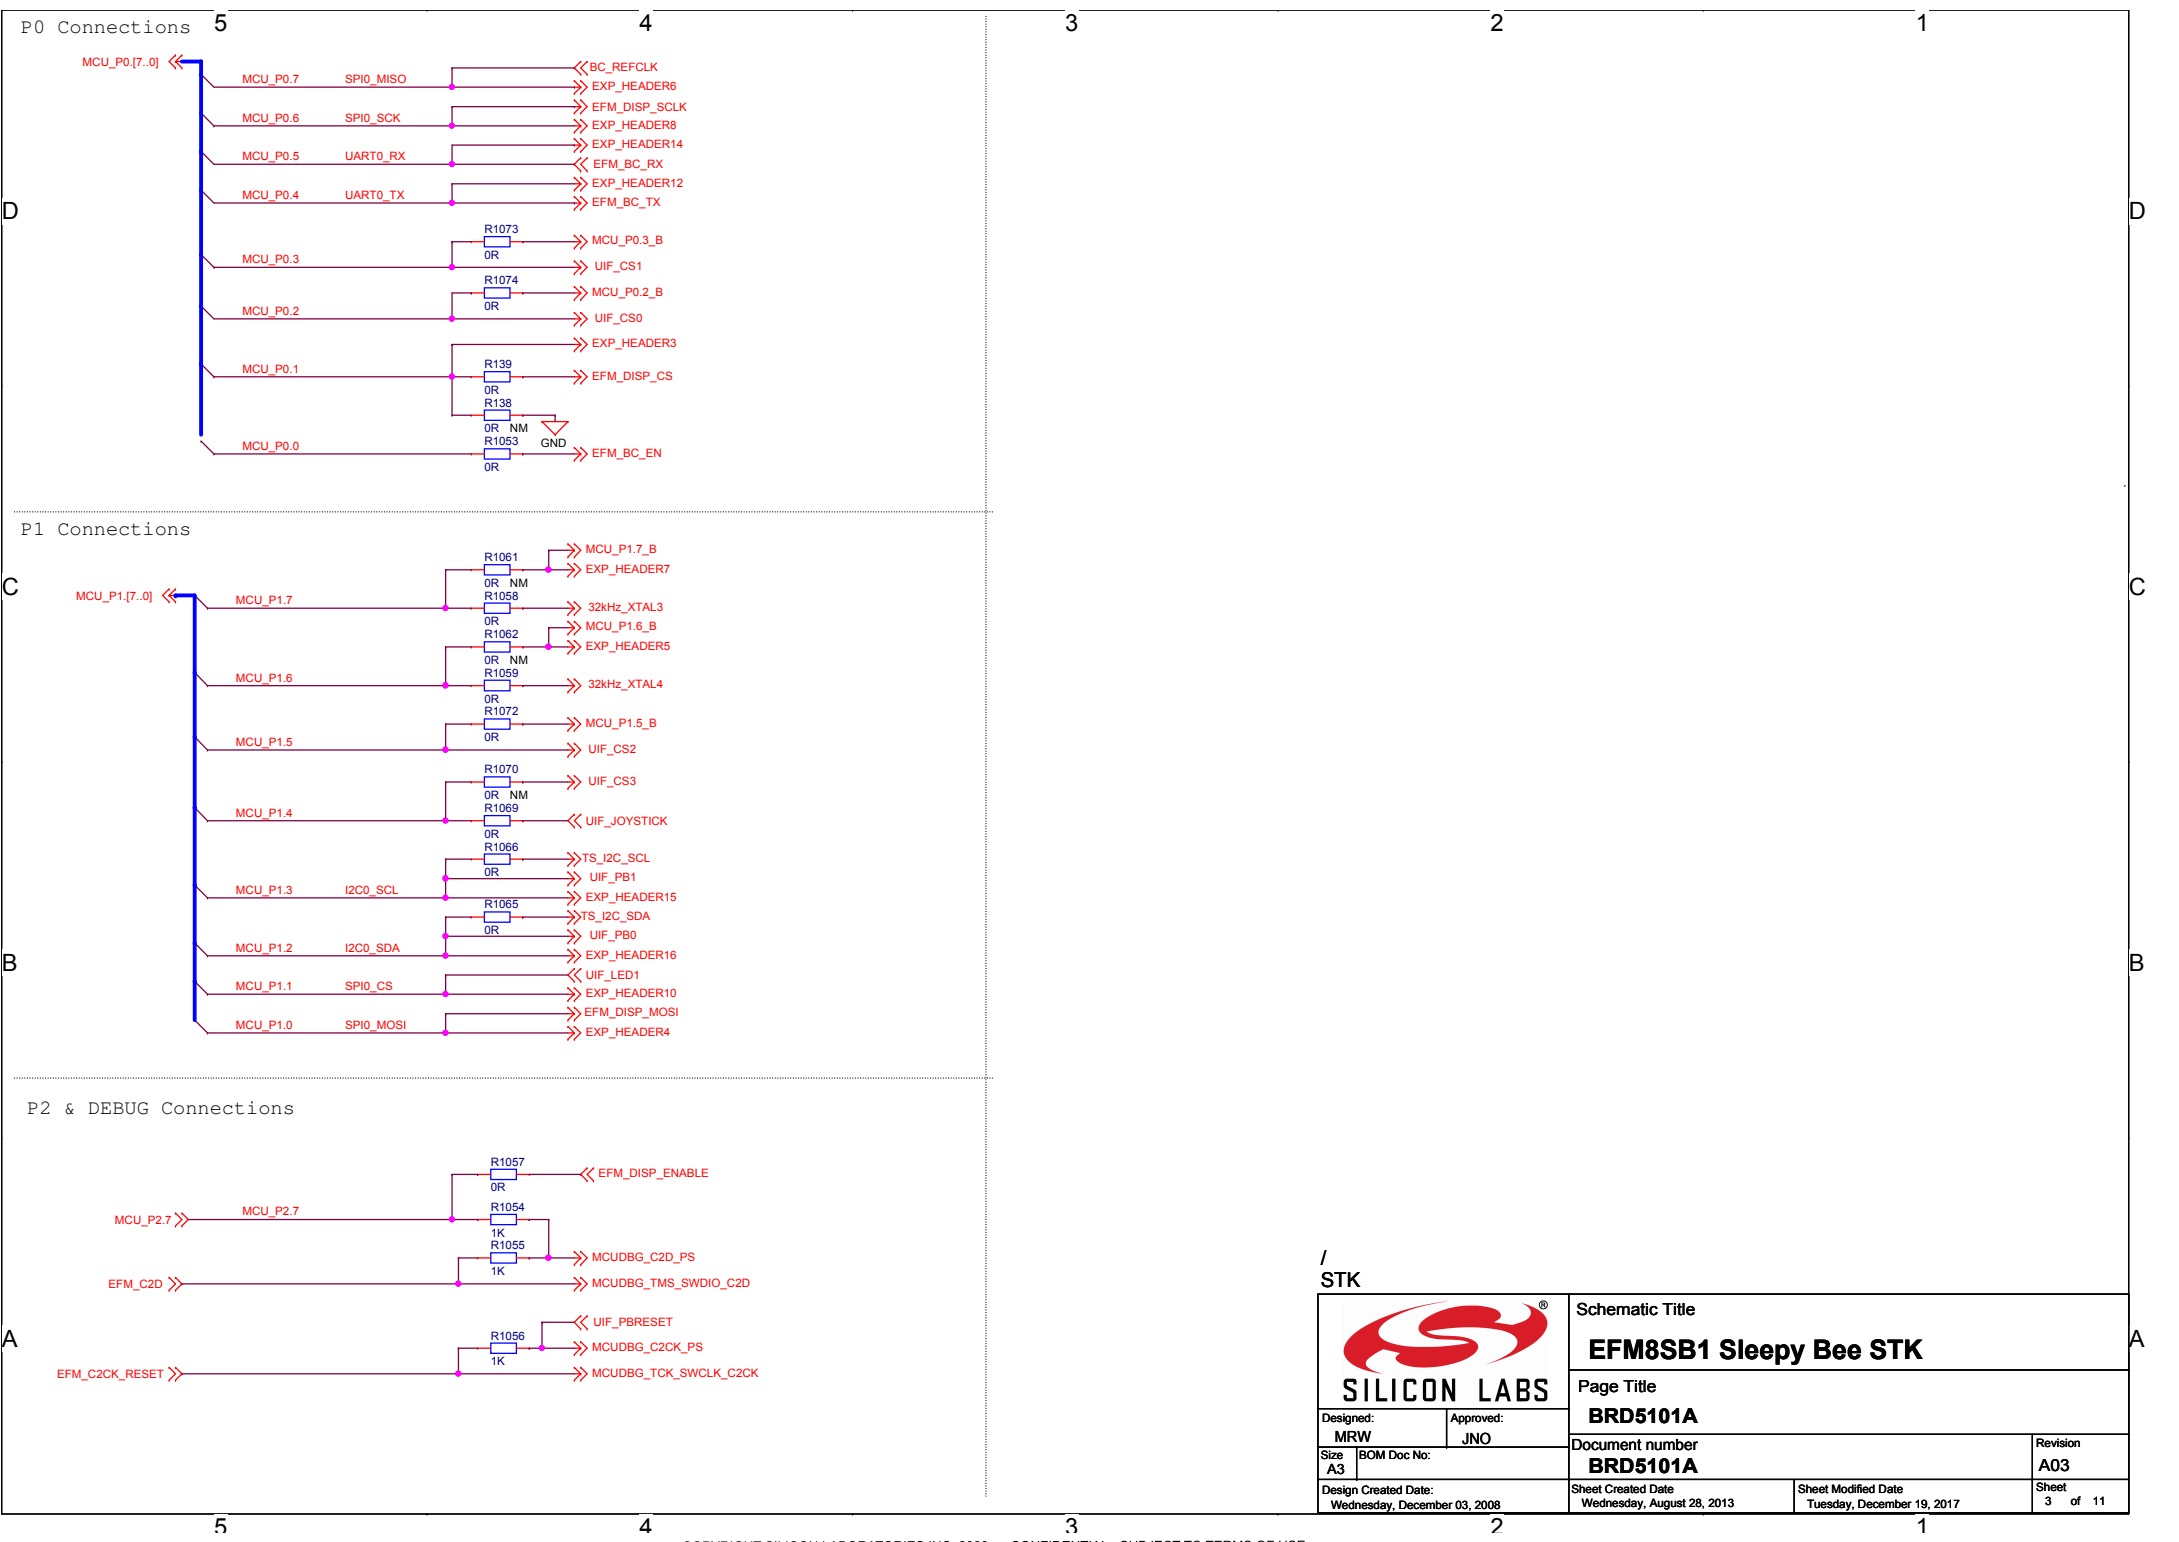 5 4 3 2 1
P0 Connections
MCU_P0.[7..0]
MCU_P0.7 SPI0_MISO
BC_REFCLK
EXP_HEADER6
EFM_DISP_SCLK
MCU_P0.6 SPI0_SCK
EXP_HEADER8
EXP_HEADER14
MCU_P0.5 UART0_RX
EFM_BC_RX
EXP_HEADER12
MCU_P0.4 UART0_TX
EFM_BC_TX
D D
R1073
0R
MCU_P0.3_B
MCU_P0.3
UIF_CS1
R1074
0R
MCU_P0.2_B
MCU_P0.2
UIF_CS0
EXP_HEADER3
MCU_P0.1
R139
0R
EFM_DISP_CS
R138
0R NM
GND
MCU_P0.0
R1053
0R
EFM_BC_EN
P1 Connections
MCU_P1.7_B
R1061
0R NM
EXP_HEADER7
C C
MCU_P1.[7..0]
MCU_P1.7
R1058
0R
32kHz_XTAL3
MCU_P1.6_B
R1062
0R NM
EXP_HEADER5
MCU_P1.6
R1059
0R
32kHz_XTAL4
R1072
0R
MCU_P1.5_B
MCU_P1.5
UIF_CS2
R1070
0R NM
UIF_CS3
MCU_P1.4
R1069
0R
UIF_JOYSTICK
R1066
0R
TS_I2C_SCL
UIF_PB1
MCU_P1.3 I2C0_SCL
EXP_HEADER15
R1065
0R
TS_I2C_SDA
UIF_PB0
MCU_P1.2 I2C0_SDA
EXP_HEADER16
B B
UIF_LED1
MCU_P1.1 SPI0_CS
EXP_HEADER10
EFM_DISP_MOSI
MCU_P1.0 SPI0_MOSI
EXP_HEADER4
P2 & DEBUG Connections
R1057
0R
EFM_DISP_ENABLE
MCU_P2.7 MCU_P2.7
R1054
1K
R1055
1K
MCUDBG_C2D_PS
EFM_C2D
MCUDBG_TMS_SWDIO_C2D
UIF_PBRESET
R1056
1K
MCUDBG_C2CK_PS
EFM_C2CK_RESET
MCUDBG_TCK_SWCLK_C2CK
A A
/
STK
®
SILICON LABS
Schematic Title
EFM8SB1 Sleepy Bee STK
Page Title
BRD5101A
Designed:
MRW
Approved:
JNO
Size
A3
BOM Doc No:
Document number
BRD5101A
Revision
A03
Design Created Date:
Wednesday, December 03, 2008
Sheet Created Date
Wednesday, August 28, 2013
Sheet Modified Date
Tuesday, December 19, 2017
Sheet
3 of 11
5 4 3 2 1